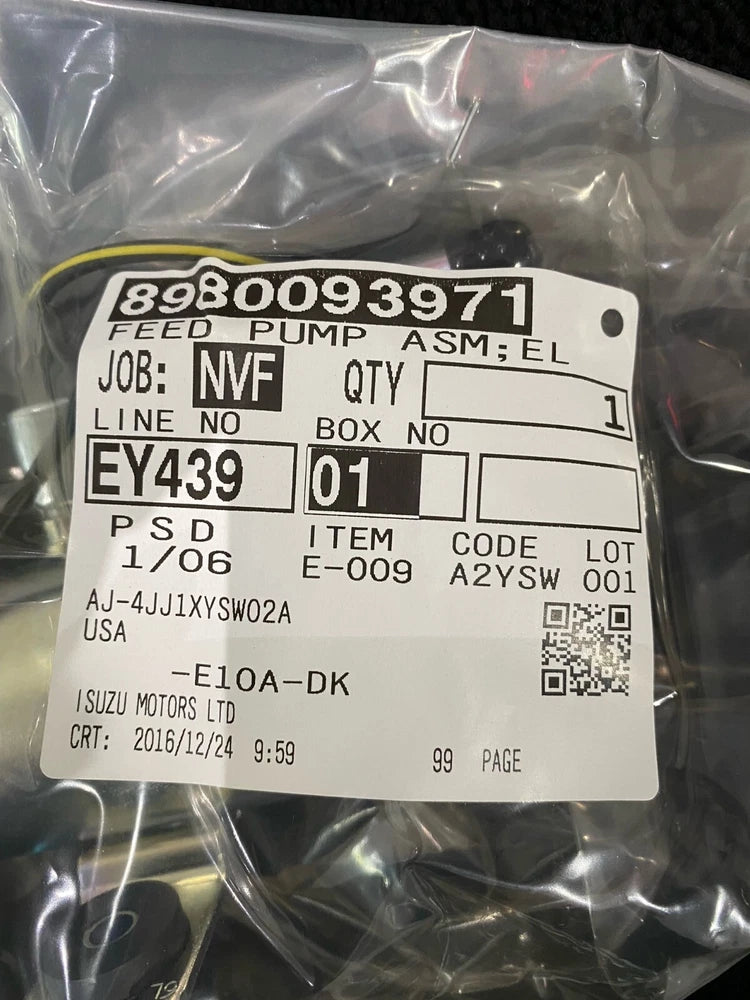 8980093971
FEED PUMP ASM;EL
JOB: NVF QTY 1
LINE NO BOX NO
EY439 01
PSD ITEM CODE LOT
1/06 E-009 A2YSW 001
AJ-4JJ1XYSW02A
USA
-E10A-DK
ISUZU MOTORS LTD
CRT: 2016/12/24 9:59 99 PAGE